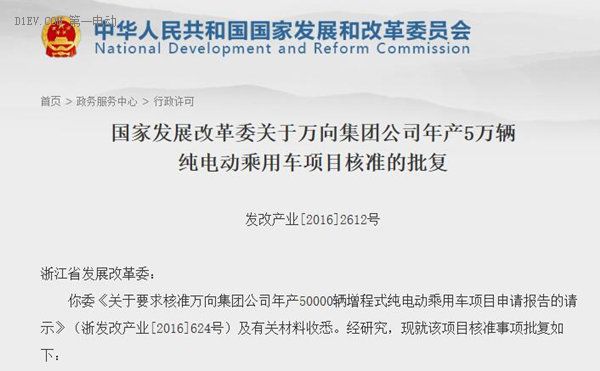 D1EV.COM 第一电动
中华人民共和国国家发展和改革委员会
National Development and Reform Commission
首页 > 政务服务中心 > 行政许可
国家发展改革委关于万向集团公司年产5万辆
纯电动乘用车项目核准的批复
发改产业[2016]2612号
浙江省发展改革委：
你委《关于要求核准万向集团公司年产50000辆增程式纯电动乘用车项目申请报告的请
示》（浙发改产业[2016]624号）及有关材料收悉。经研究，现就该项目核准事项批复如
下：